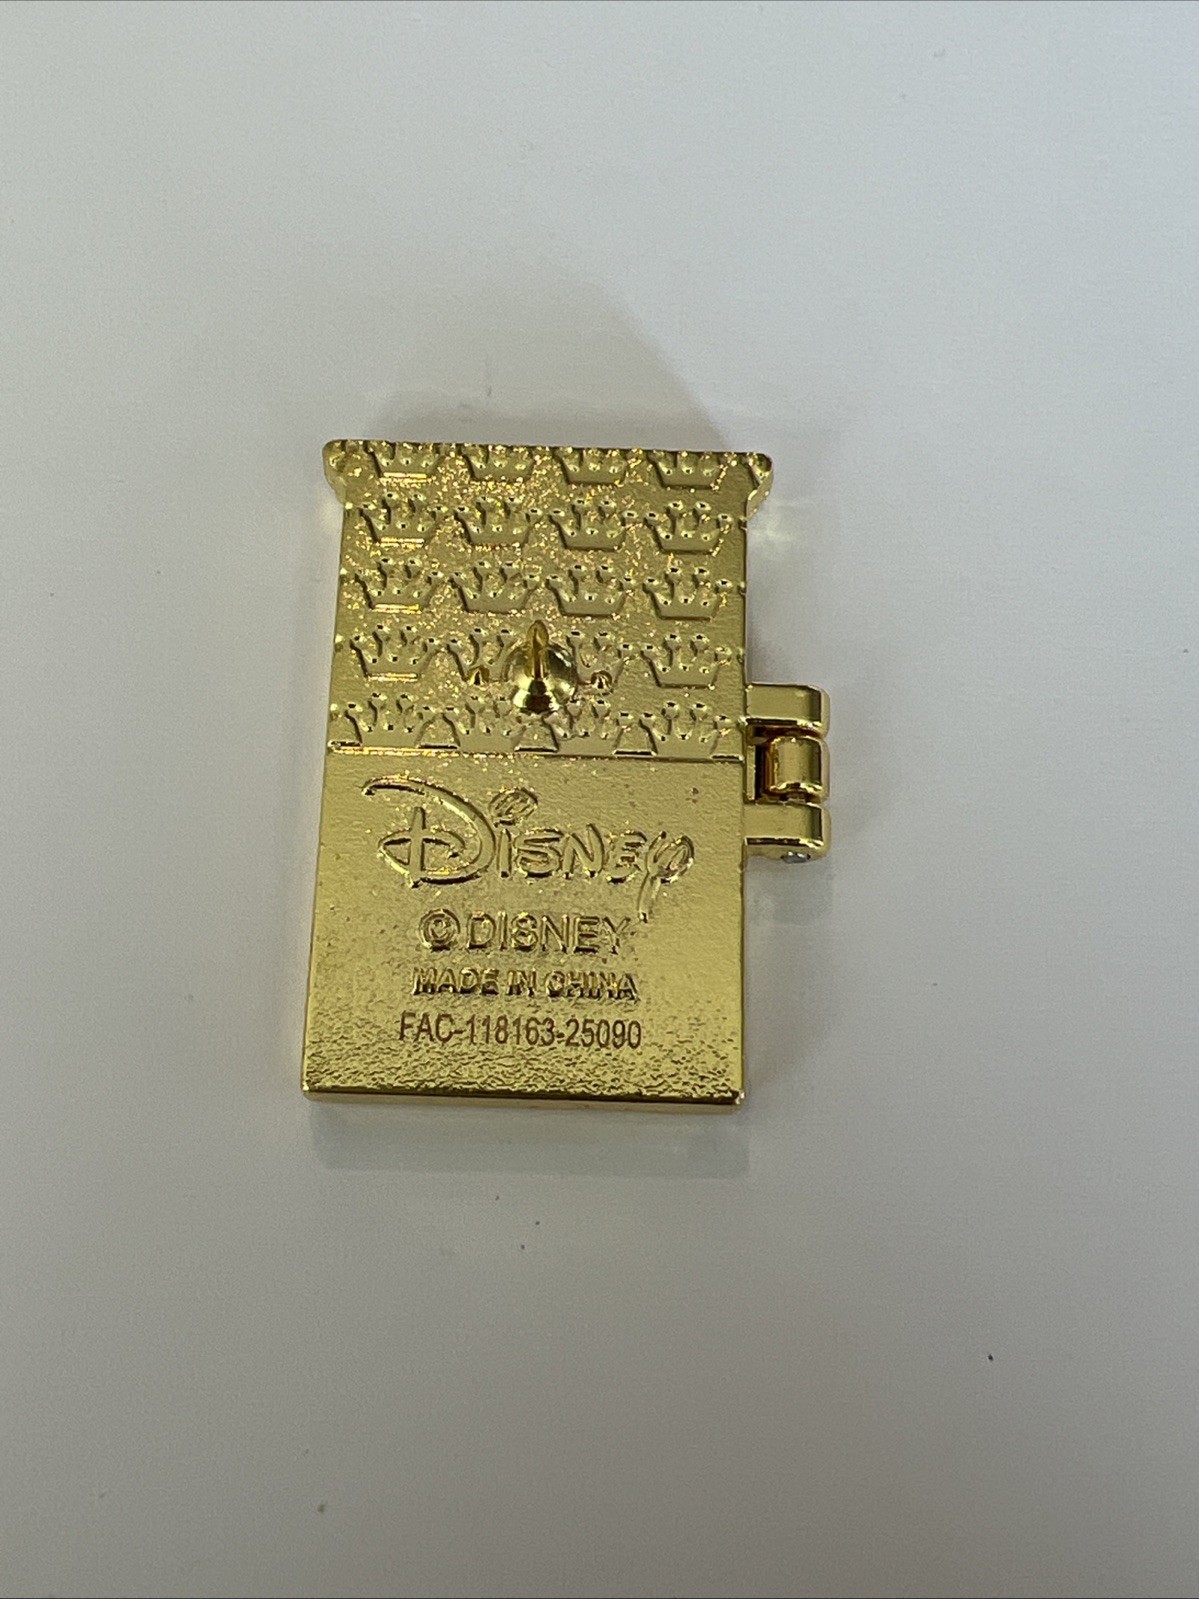 Disney
©DISNEY
MADE IN CHINA
FAC-118163-25090